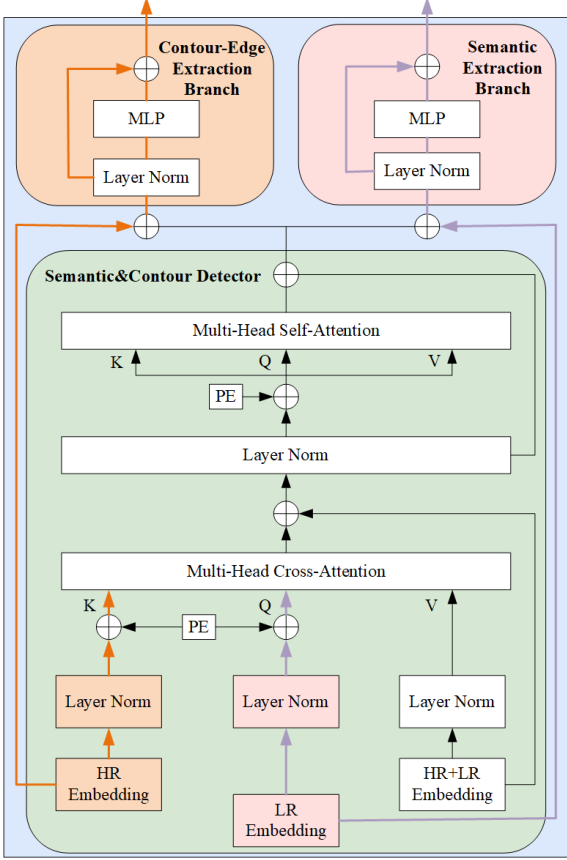 Contour-Edge
Extraction
Branch
MLP
Layer Norm
Semantic
Extraction
Branch
MLP
Layer Norm
Semantic&Contour Detector
Multi-Head Self-Attention
K
Q
V
PE
Layer Norm
Multi-Head Cross-Attention
K
PE
Q
V
Layer Norm
Layer Norm
Layer Norm
HR
Embedding
LR
Embedding
HR+LR
Embedding